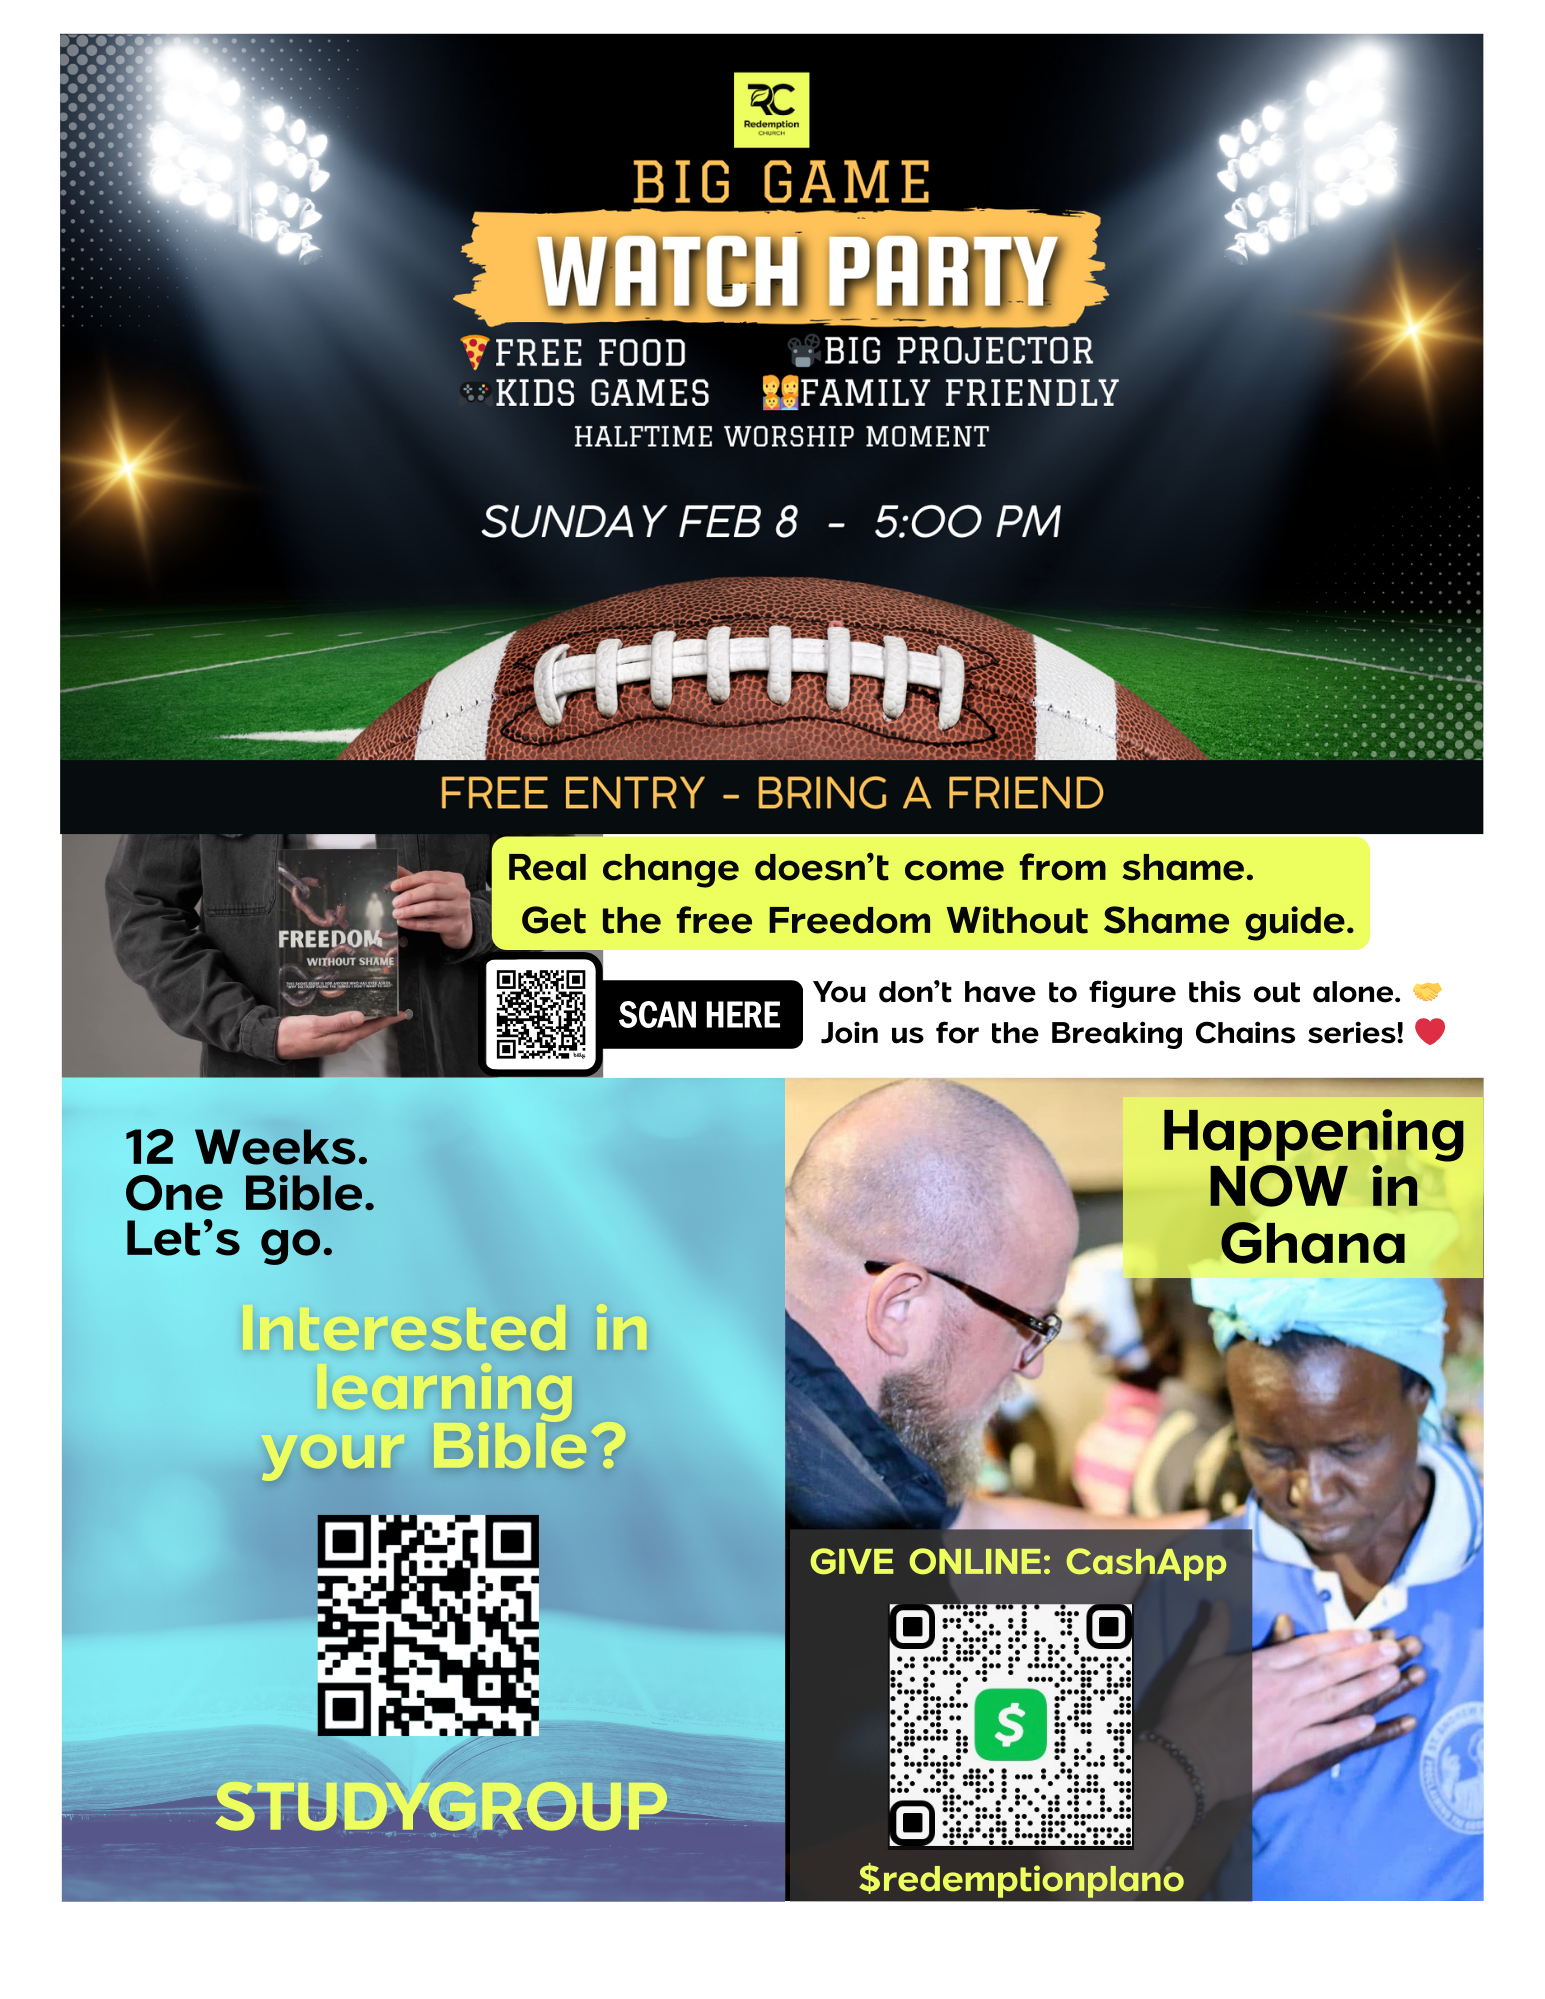 RC
Redemption
CHURCH
BIG GAME
WATCH PARTY
🍕FREE FOOD
📽BIG PROJECTOR
🎮KIDS GAMES
👨‍👩‍👧‍👦FAMILY FRIENDLY
HALFTIME WORSHIP MOMENT
SUNDAY FEB 8 - 5:00 PM
FREE ENTRY - BRING A FRIEND
Real change doesn't come from shame.
Get the free Freedom Without Shame guide.
FREEDOM
WITHOUT SHAME
SCAN HERE
You don't have to figure this out alone. 🤝
Join us for the Breaking Chains series! ❤️
12 Weeks.
One Bible.
Let's go.
Interested in
learning
your Bible?
STUDYGROUP
Happening
NOW in
Ghana
GIVE ONLINE: CashApp
$
$redemptionplano